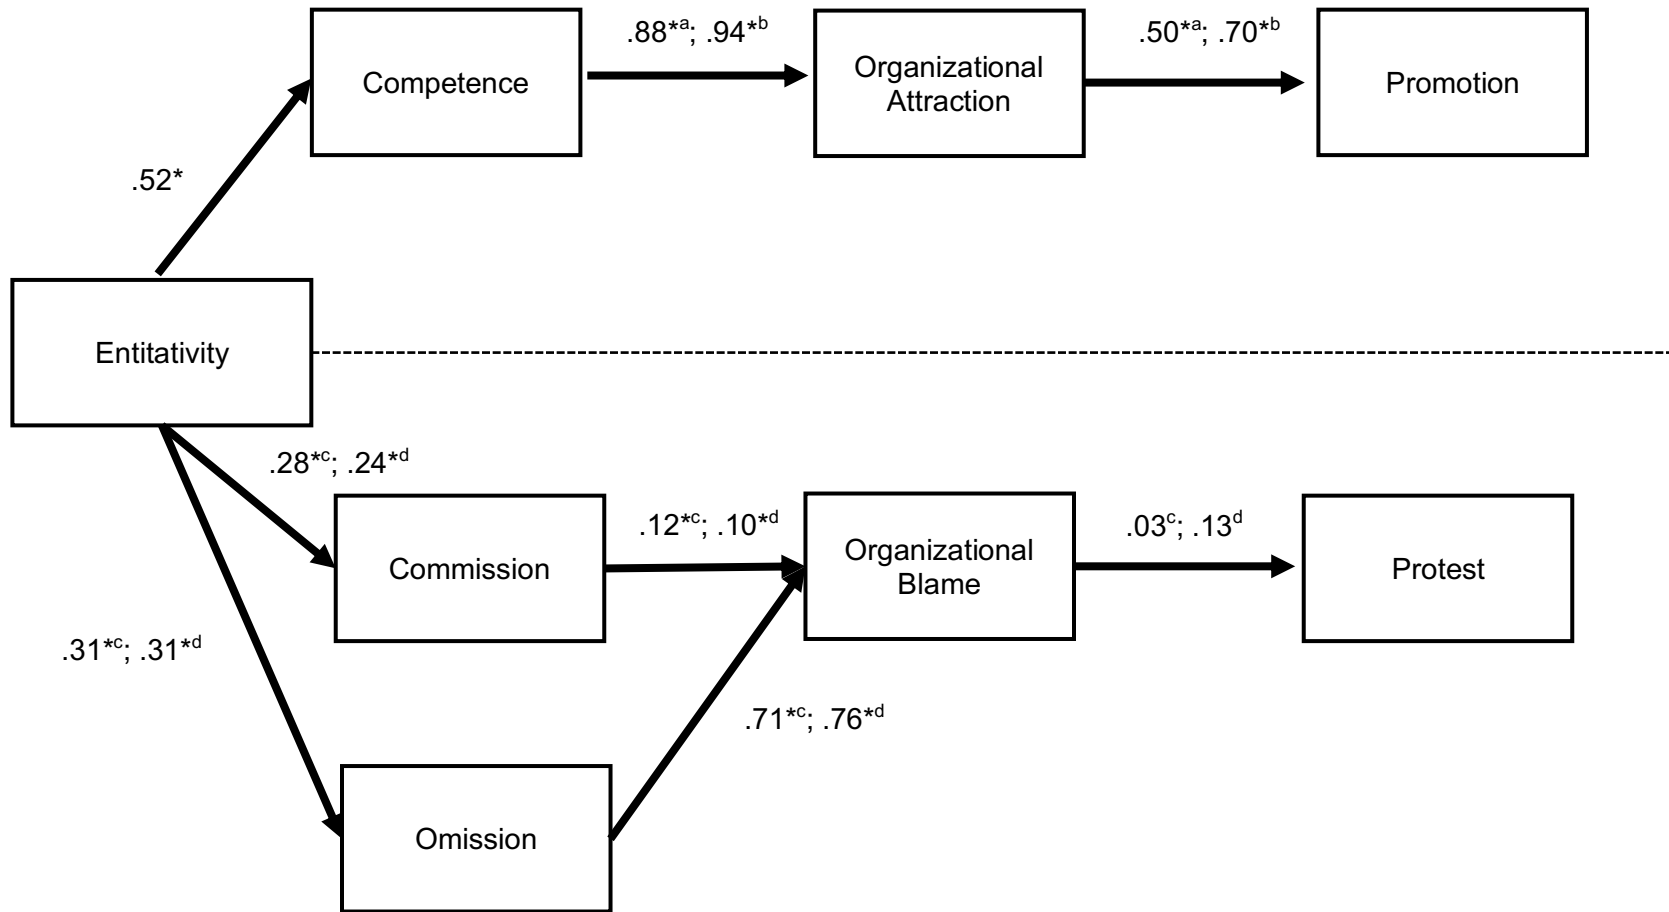 .88*ᵃ; .94*ᵇ
.50*ᵃ; .70*ᵇ
Competence
Organizational
Attraction
Promotion
.52*
Entitativity
.28*ᶜ; .24*ᵈ
.12*ᶜ; .10*ᵈ
.03ᶜ; .13ᵈ
Commission
Organizational
Blame
Protest
.31*ᶜ; .31*ᵈ
.71*ᶜ; .76*ᵈ
Omission